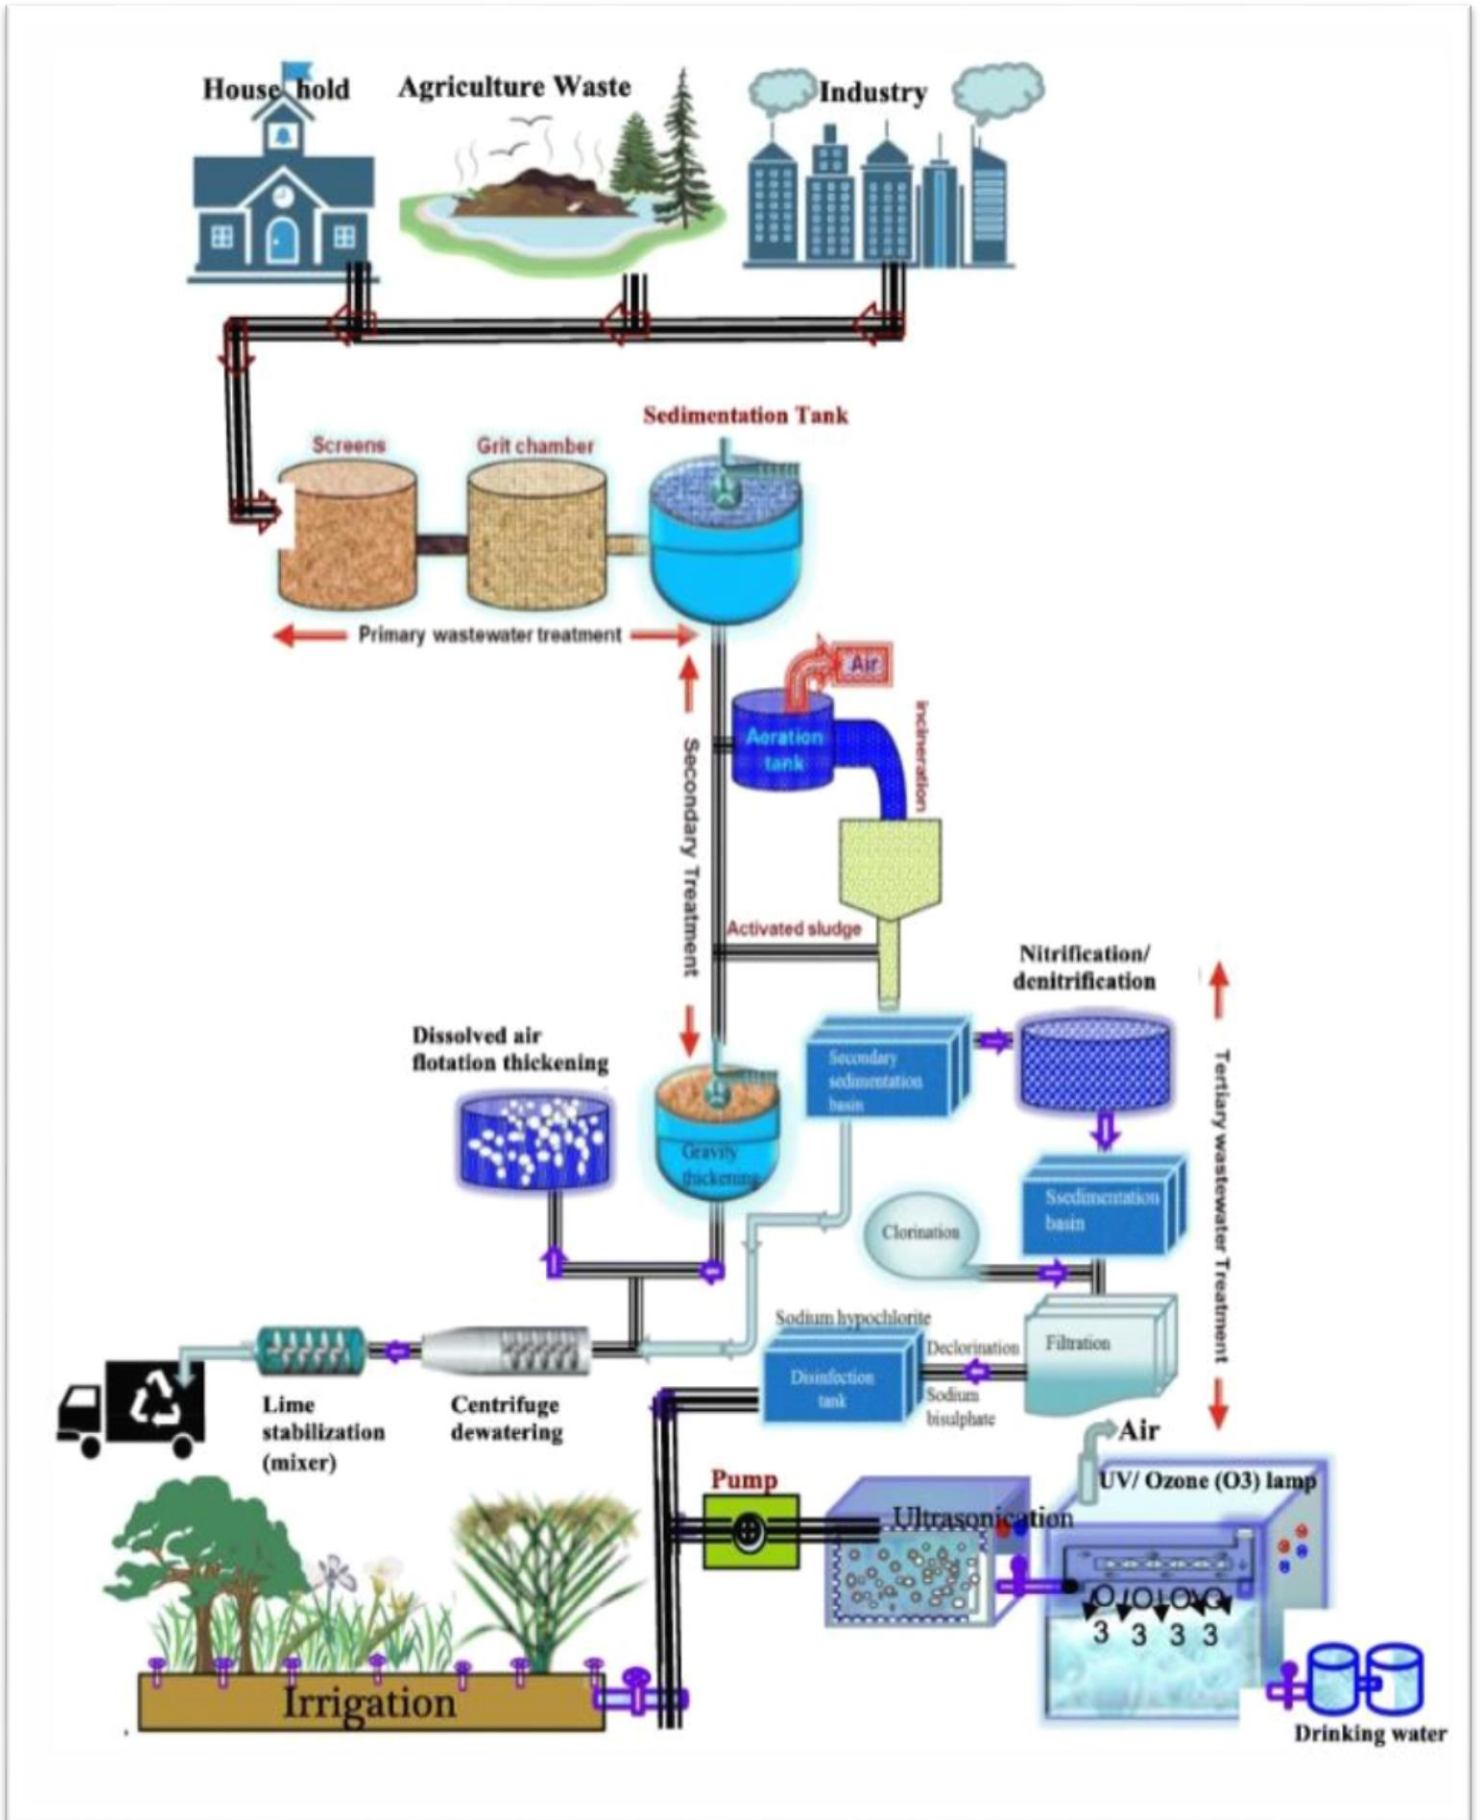 House hold
Agriculture Waste
Industry
Sedimentation Tank
Screens
Grit chamber
Primary wastewater treatment
Air
Aeration
tank
incineration
Secondary Treatment
Activated sludge
Nitrification/
denitrification
Dissolved air
flotation thickening
Secondary
sedimentation
basin
Gravity
thickening
Tertiary wastewater Treatment
Ssedimentation
basin
Clorination
Sodium hypochlorite
Declorination
Filtration
Disinfection
tank
Sodium
bisulphate
Lime
stabilization
(mixer)
Centrifuge
dewatering
Air
UV/ Ozone (O3) lamp
Pump
Ultrasonication
O O O O
3 3 3 3
Irrigation
Drinking water